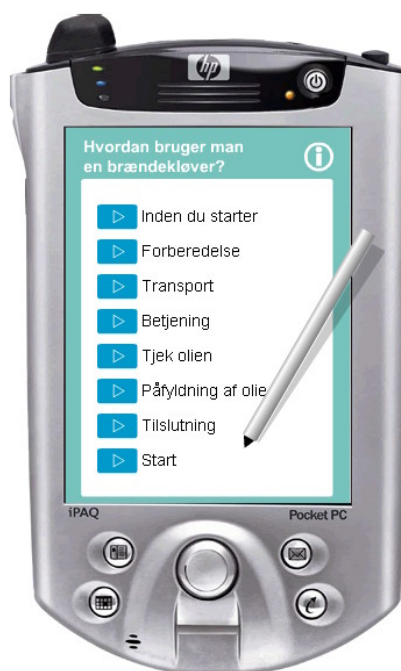 hp
Hvordan bruger man
en brændekløver?
Inden du starter
Forberedelse
Transport
Betjening
Tjek olien
Påfyldning af olie
Tilslutning
Start
iPAQ
Pocket PC